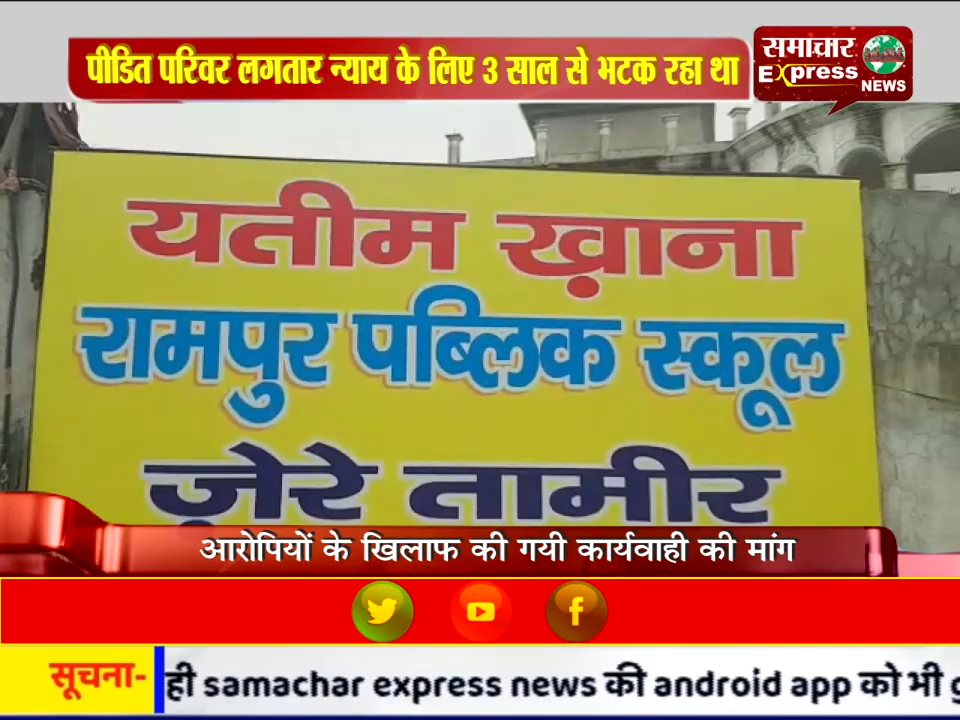 पीडित परिवर लगतार न्याय के लिए 3 साल से भटक रहा था
समाचार
Express
NEWS
यतीम ख़ाना
रामपुर पब्लिक स्कूल
ज़ेरे तामीर
आरोपियों के खिलाफ की गयी कार्यवाही की मांग
सूचना- ही samachar express news की android app को भी g